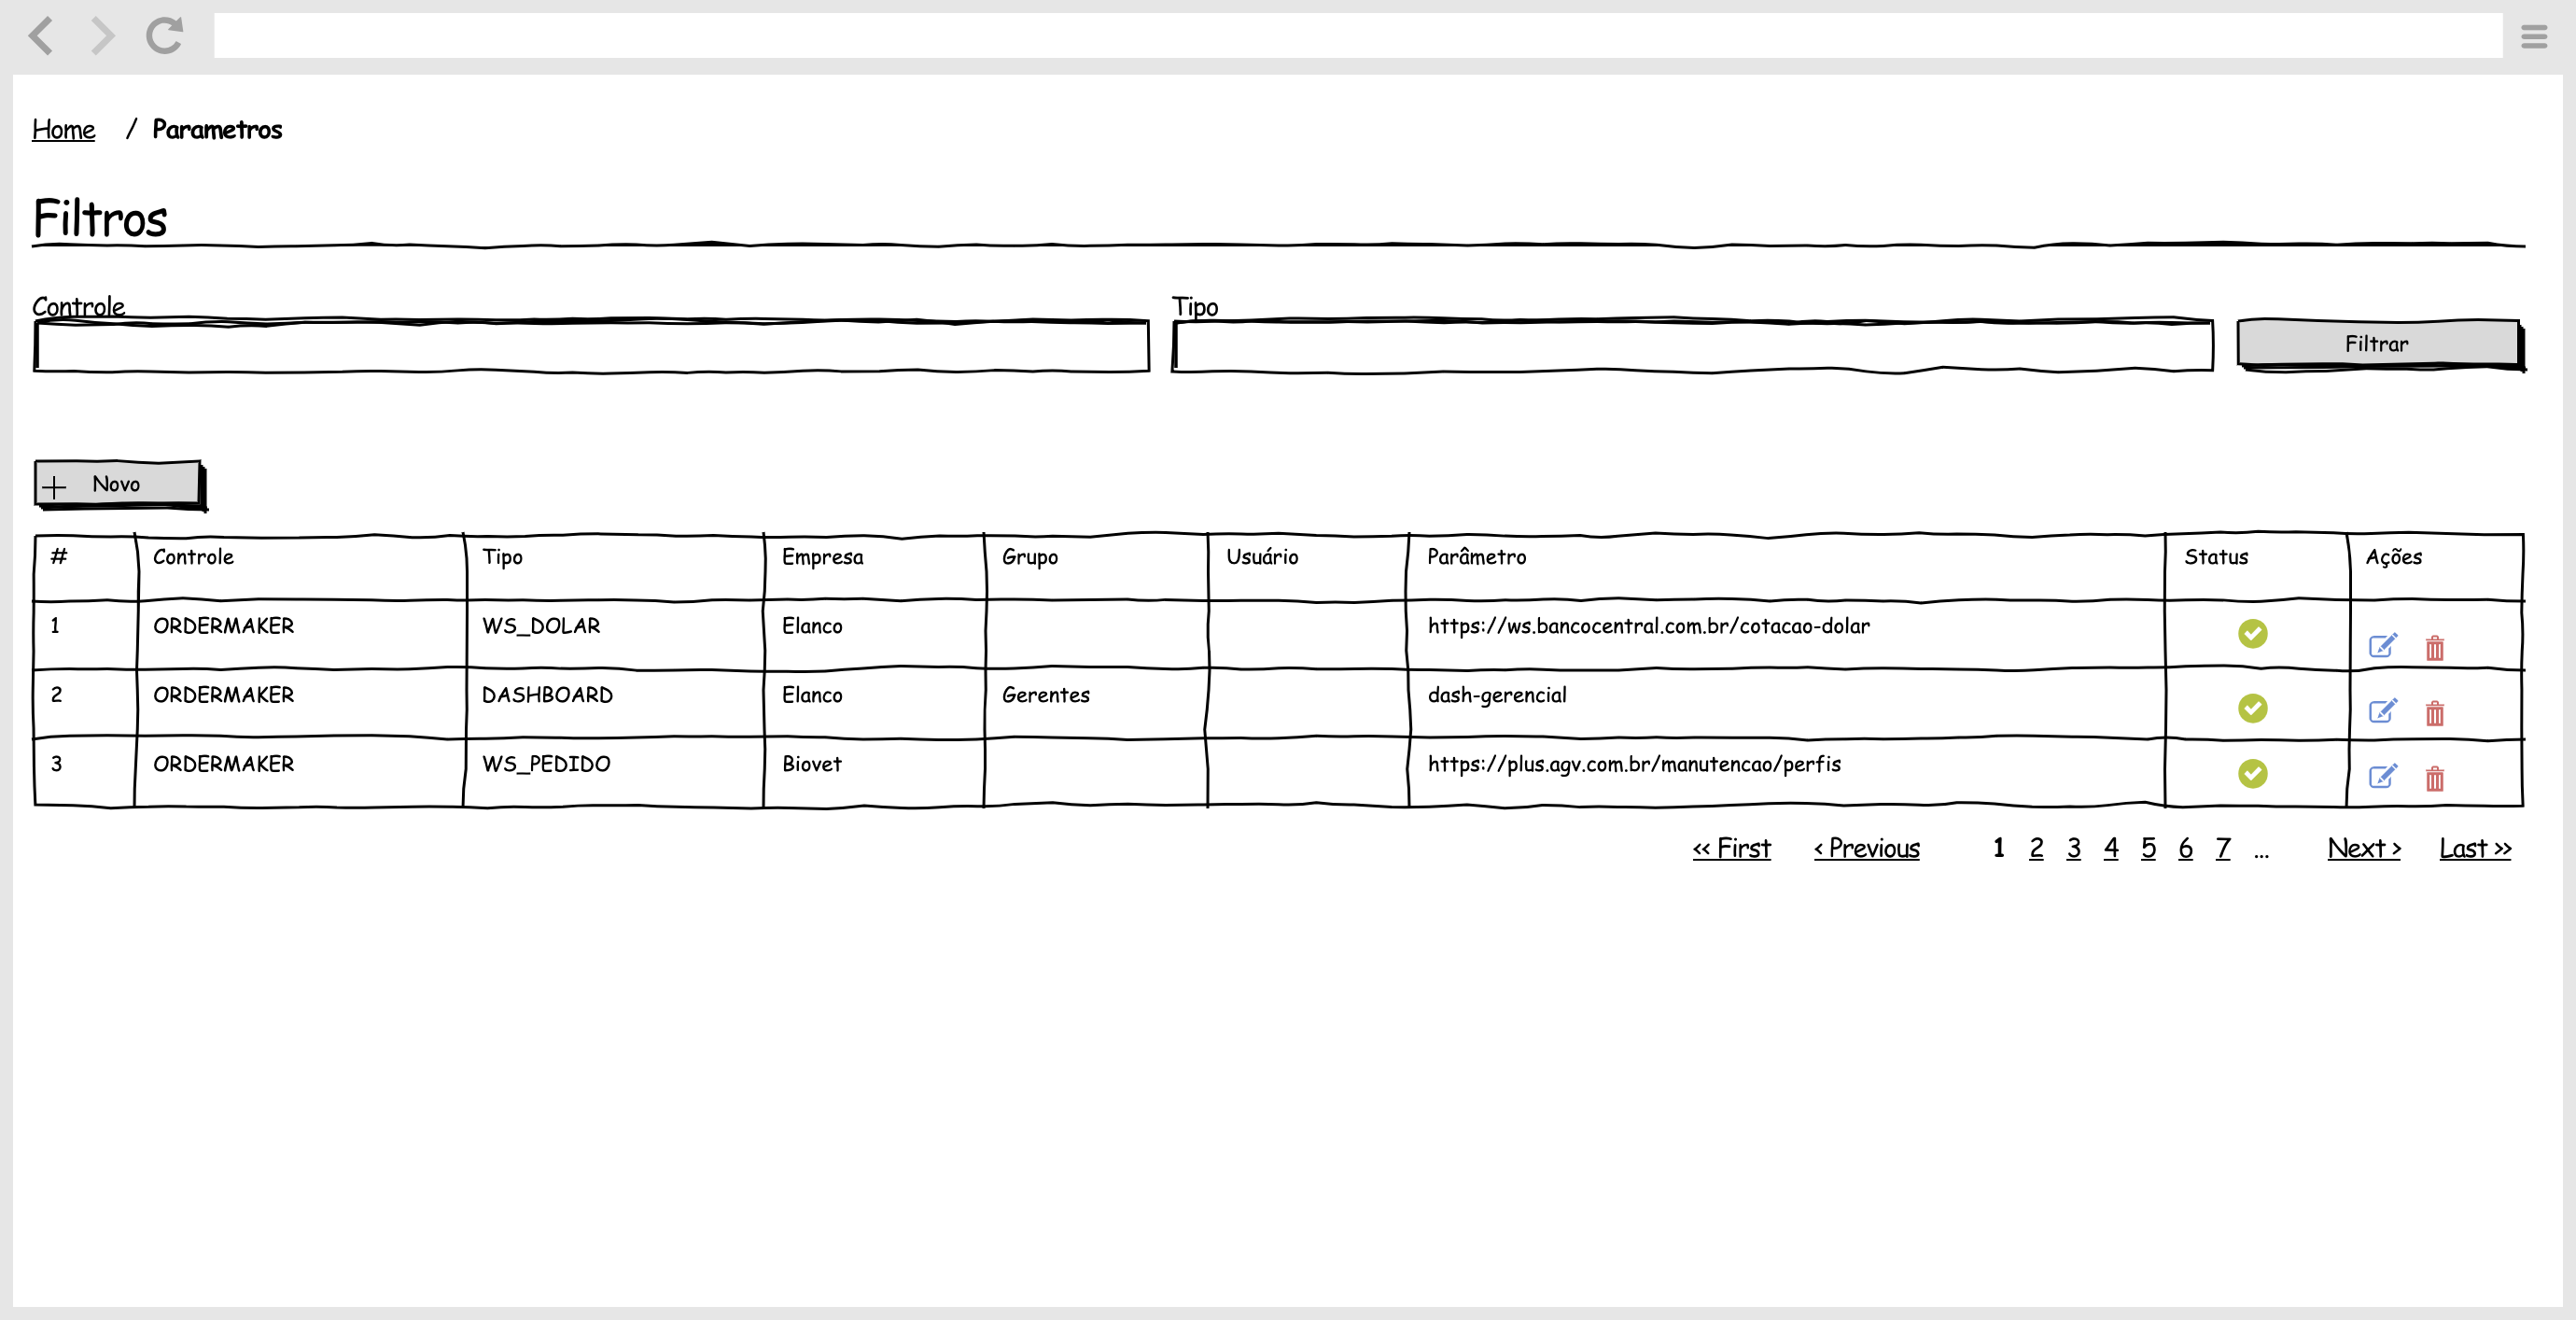 Home / Parametros
Filtros
Controle Tipo
Filtrar
+ Novo
# Controle Tipo Empresa Grupo Usuário Parâmetro Status Ações
1 ORDERMAKER WS_DOLAR Elanco https://ws.bancocentral.com.br/cotacao-dolar
2 ORDERMAKER DASHBOARD Elanco Gerentes dash-gerencial
3 ORDERMAKER WS_PEDIDO Biovet https://plus.agv.com.br/manutencao/perfis
<< First < Previous 1 2 3 4 5 6 7 ... Next > Last >>